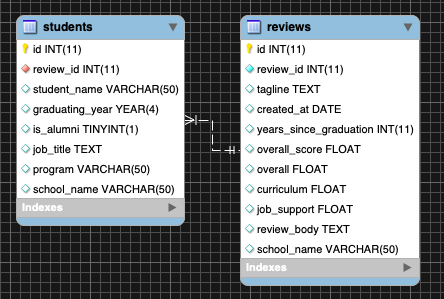 students
id INT(11)
review_id INT(11)
student_name VARCHAR(50)
graduating_year YEAR(4)
is_alumni TINYINT(1)
job_title TEXT
program VARCHAR(50)
school_name VARCHAR(50)
Indexes
reviews
id INT(11)
review_id INT(11)
tagline TEXT
created_at DATE
years_since_graduation INT(11)
overall_score FLOAT
overall FLOAT
curriculum FLOAT
job_support FLOAT
review_body TEXT
school_name VARCHAR(50)
Indexes